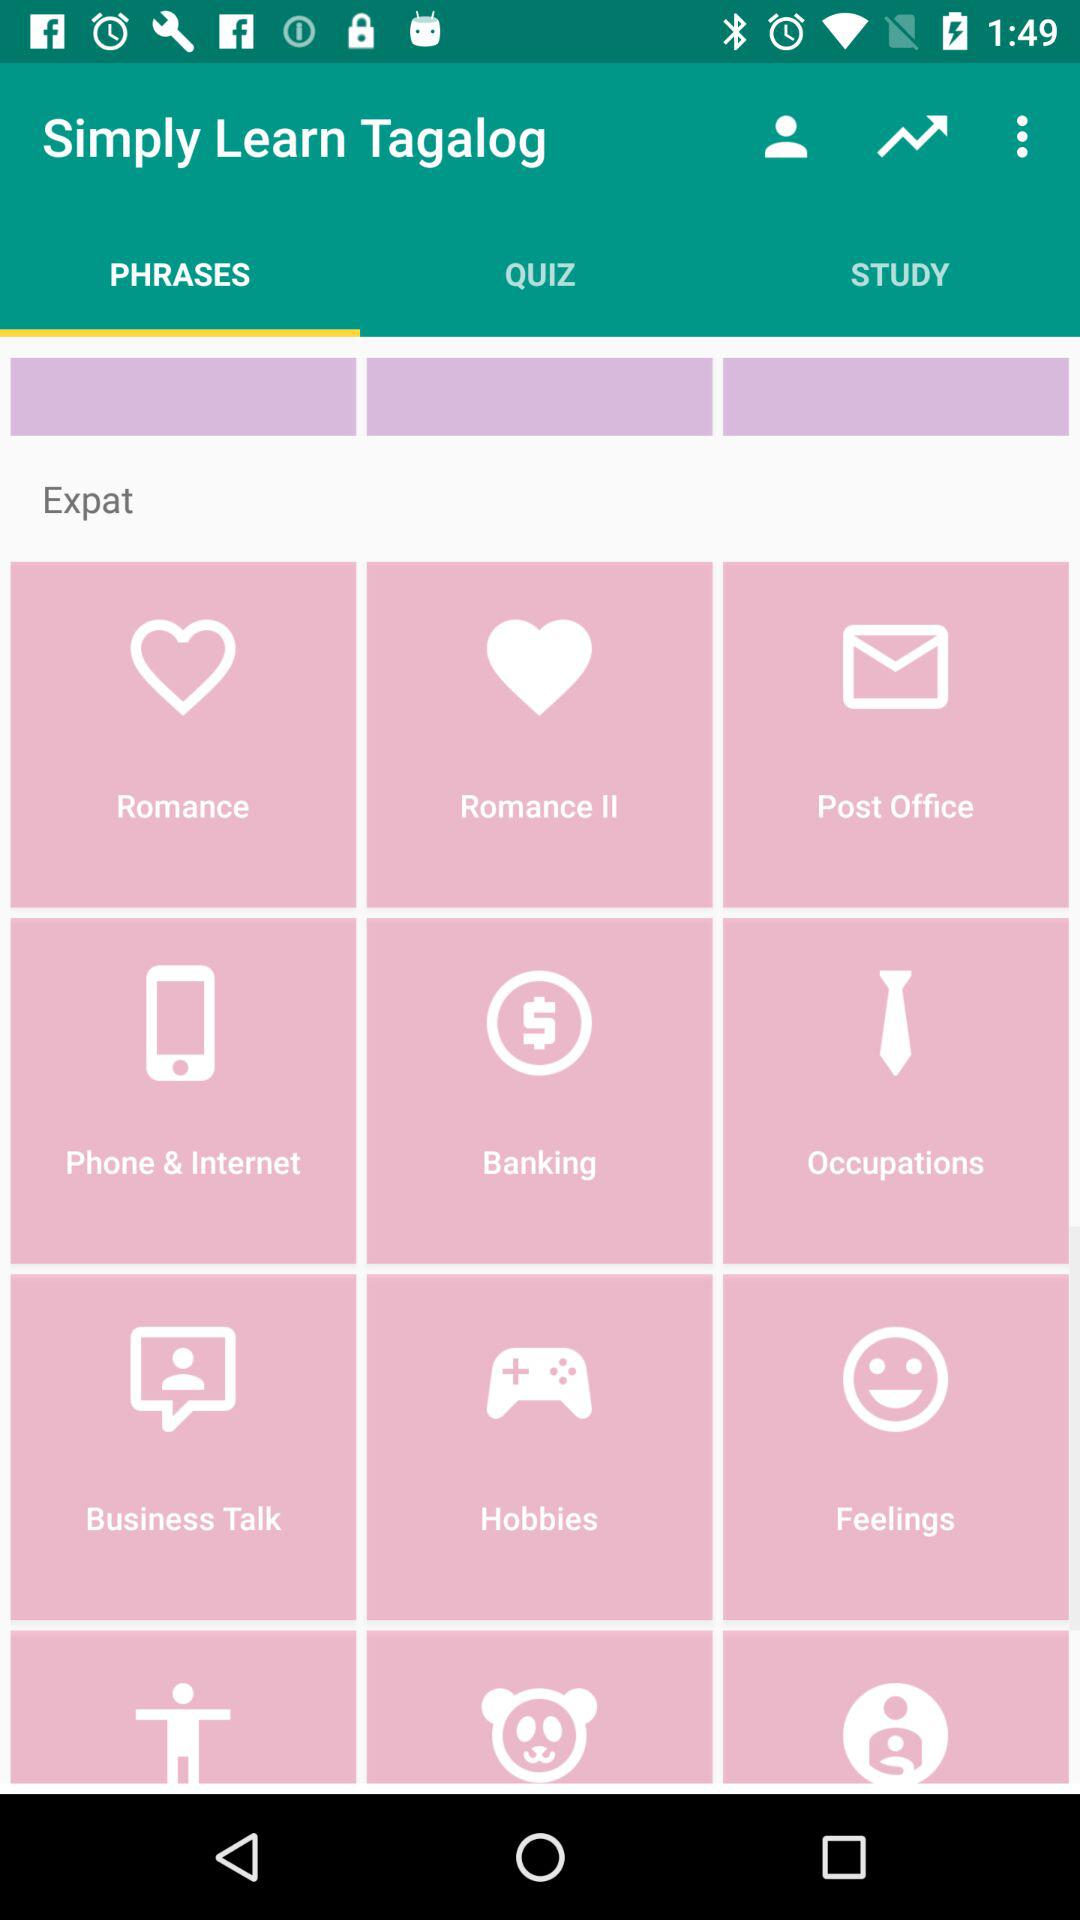 1:49
Simply Learn Tagalog
PHRASES QUIZ STUDY
Expat
Romance Romance II Post Office
Phone & Internet Banking Occupations
Business Talk Hobbies Feelings